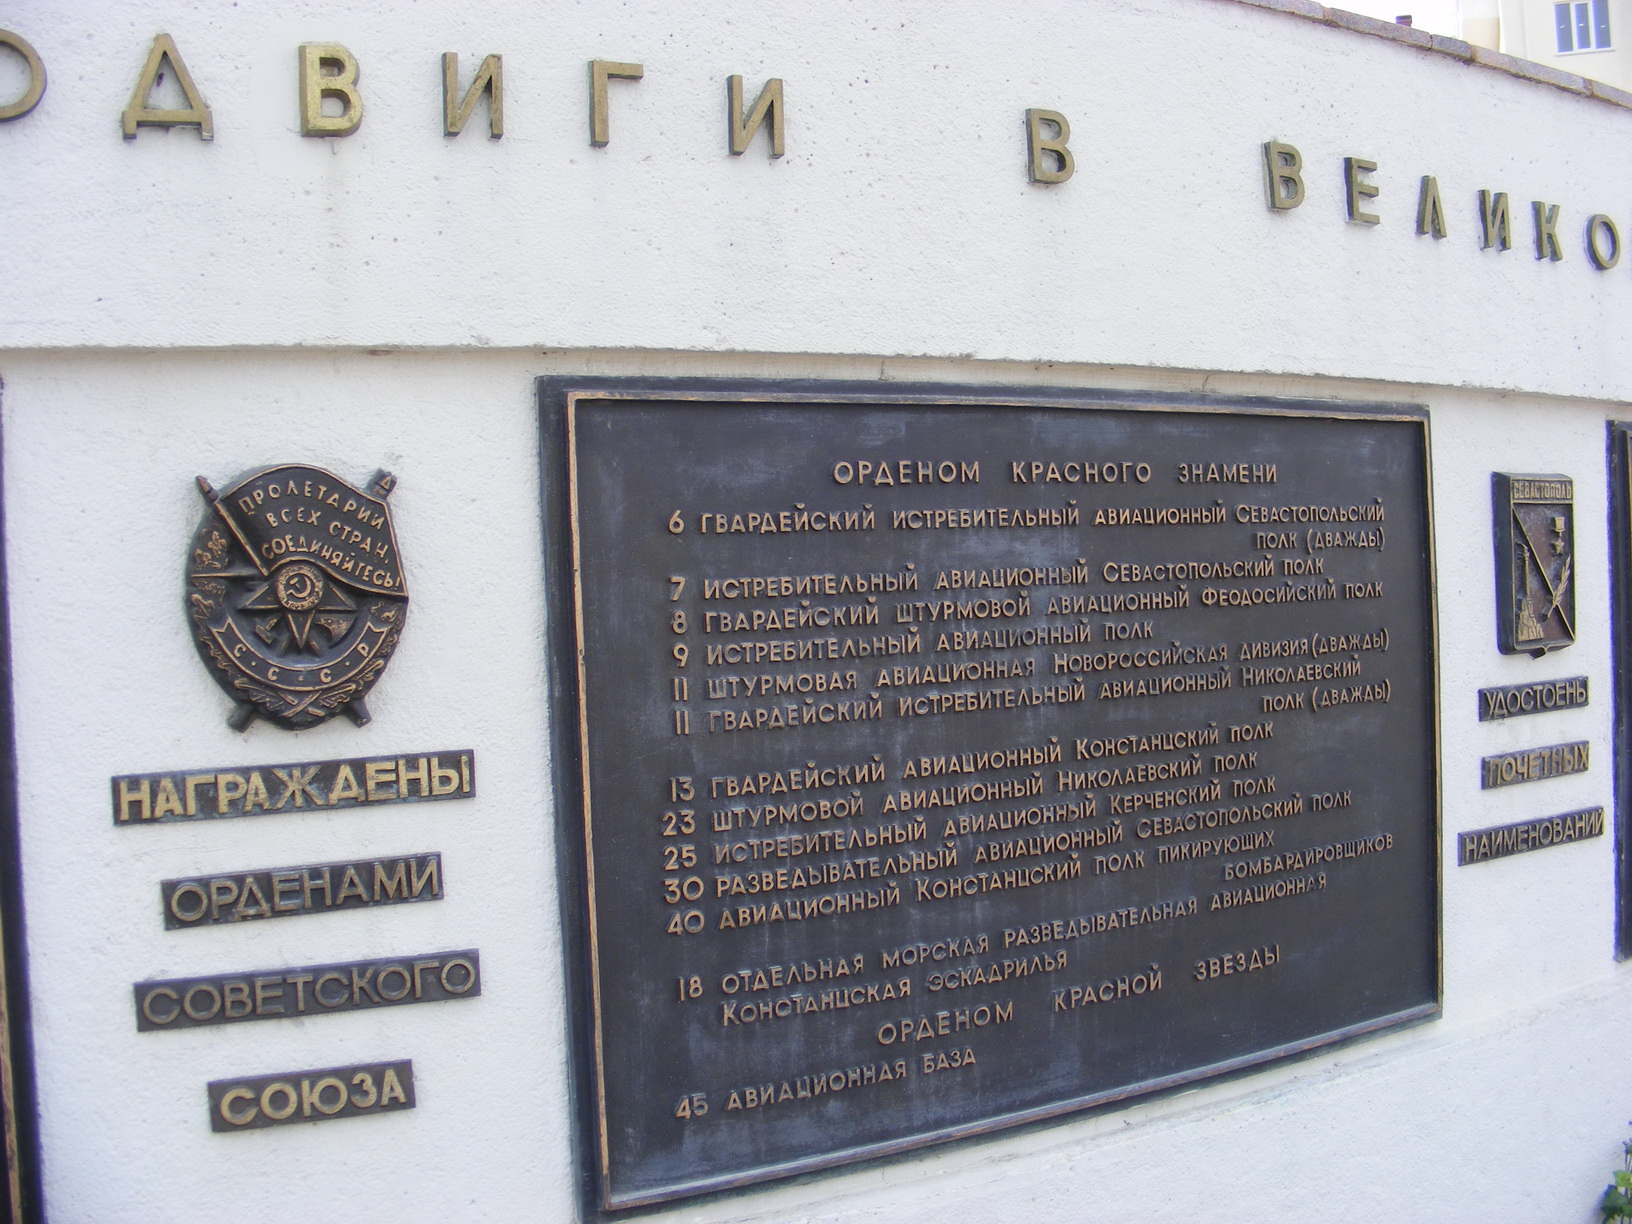 ОДВИГИ В ВЕЛИКО
ПРОЛЕТАРИИ
ВСЕХ СТРАН,
СОЕДИНЯЙТЕСЬ!
С·С·С·Р
НАГРАЖДЕНЫ
ОРДЕНАМИ
СОВЕТСКОГО
СОЮЗА
ОРДЕНОМ КРАСНОГО ЗНАМЕНИ
6 ГВАРДЕЙСКИЙ ИСТРЕБИТЕЛЬНЫЙ АВИАЦИОННЫЙ СЕВАСТОПОЛЬСКИЙ
ПОЛК (ДВАЖДЫ)
7 ИСТРЕБИТЕЛЬНЫЙ АВИАЦИОННЫЙ СЕВАСТОПОЛЬСКИЙ ПОЛК
8 ГВАРДЕЙСКИЙ ШТУРМОВОЙ АВИАЦИОННЫЙ ФЕОДОСИЙСКИЙ ПОЛК
9 ИСТРЕБИТЕЛЬНЫЙ АВИАЦИОННЫЙ ПОЛК
11 ШТУРМОВАЯ АВИАЦИОННАЯ НОВОРОССИЙСКАЯ ДИВИЗИЯ (ДВАЖДЫ)
11 ГВАРДЕЙСКИЙ ИСТРЕБИТЕЛЬНЫЙ АВИАЦИОННЫЙ НИКОЛАЕВСКИЙ
ПОЛК (ДВАЖДЫ)
13 ГВАРДЕЙСКИЙ АВИАЦИОННЫЙ КОНСТАНЦСКИЙ ПОЛК
23 ШТУРМОВОЙ АВИАЦИОННЫЙ НИКОЛАЕВСКИЙ ПОЛК
25 ИСТРЕБИТЕЛЬНЫЙ АВИАЦИОННЫЙ КЕРЧЕНСКИЙ ПОЛК
30 РАЗВЕДЫВАТЕЛЬНЫЙ АВИАЦИОННЫЙ СЕВАСТОПОЛЬСКИЙ ПОЛК
40 АВИАЦИОННЫЙ КОНСТАНЦСКИЙ ПОЛК ПИКИРУЮЩИХ
БОМБАРДИРОВЩИКОВ
18 ОТДЕЛЬНАЯ МОРСКАЯ РАЗВЕДЫВАТЕЛЬНАЯ АВИАЦИОННАЯ
КОНСТАНЦСКАЯ ЭСКАДРИЛЬЯ
ОРДЕНОМ КРАСНОЙ ЗВЕЗДЫ
45 АВИАЦИОННАЯ БАЗА
СЕВАСТОПОЛЬ
УДОСТОЕНЫ
ПОЧЕТНЫХ
НАИМЕНОВАНИЙ